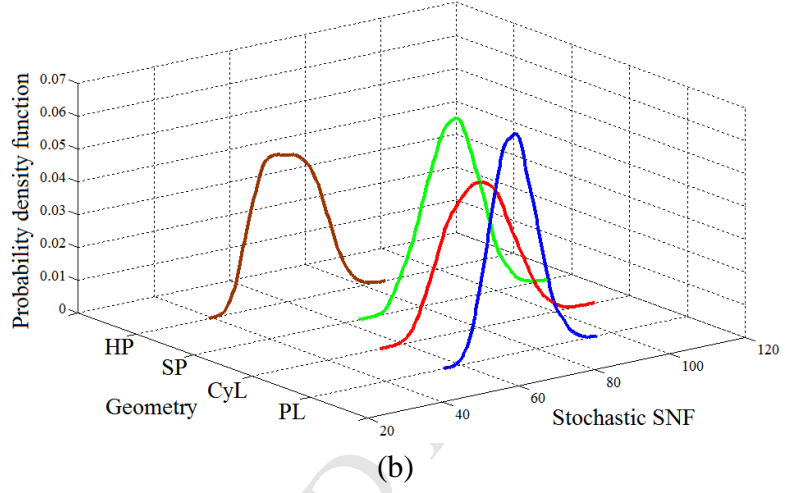 0.07
0.06
0.05
0.04
0.03
0.02
0.01
0
Probability density function
HP
SP
CyL
PL
Geometry
20
40
60
80
100
120
Stochastic SNF
(b)